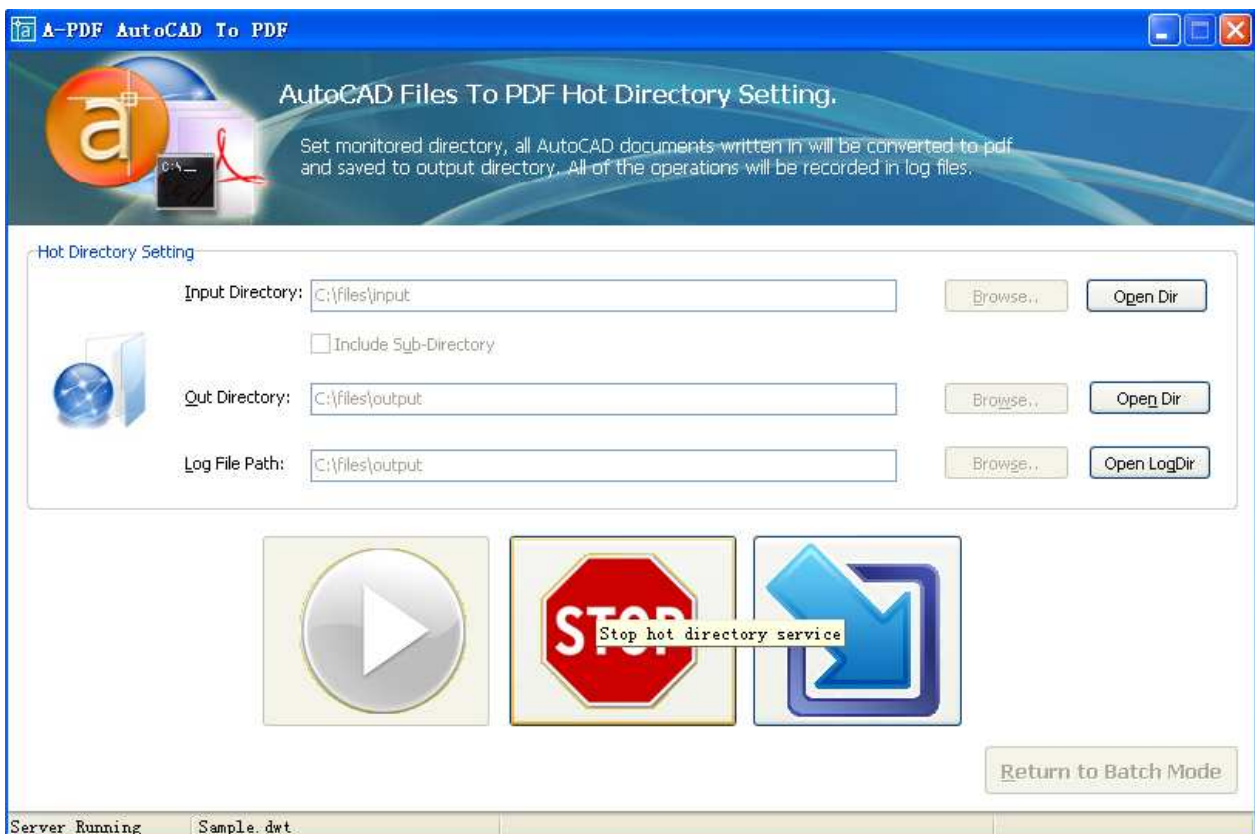 A-PDF AutoCAD To PDF
AutoCAD Files To PDF Hot Directory Setting.
Set monitored directory, all AutoCAD documents written in will be converted to pdf
and saved to output directory. All of the operations will be recorded in log files.
a
C:\_
Hot Directory Setting
Input Directory: C:\files\input Browse.. Open Dir
Include Sub-Directory
Out Directory: C:\files\output Browse.. Open Dir
Log File Path: C:\files\output Browse.. Open LogDir
STOP
Stop hot directory service
Return to Batch Mode
Server Running Sample.dwt